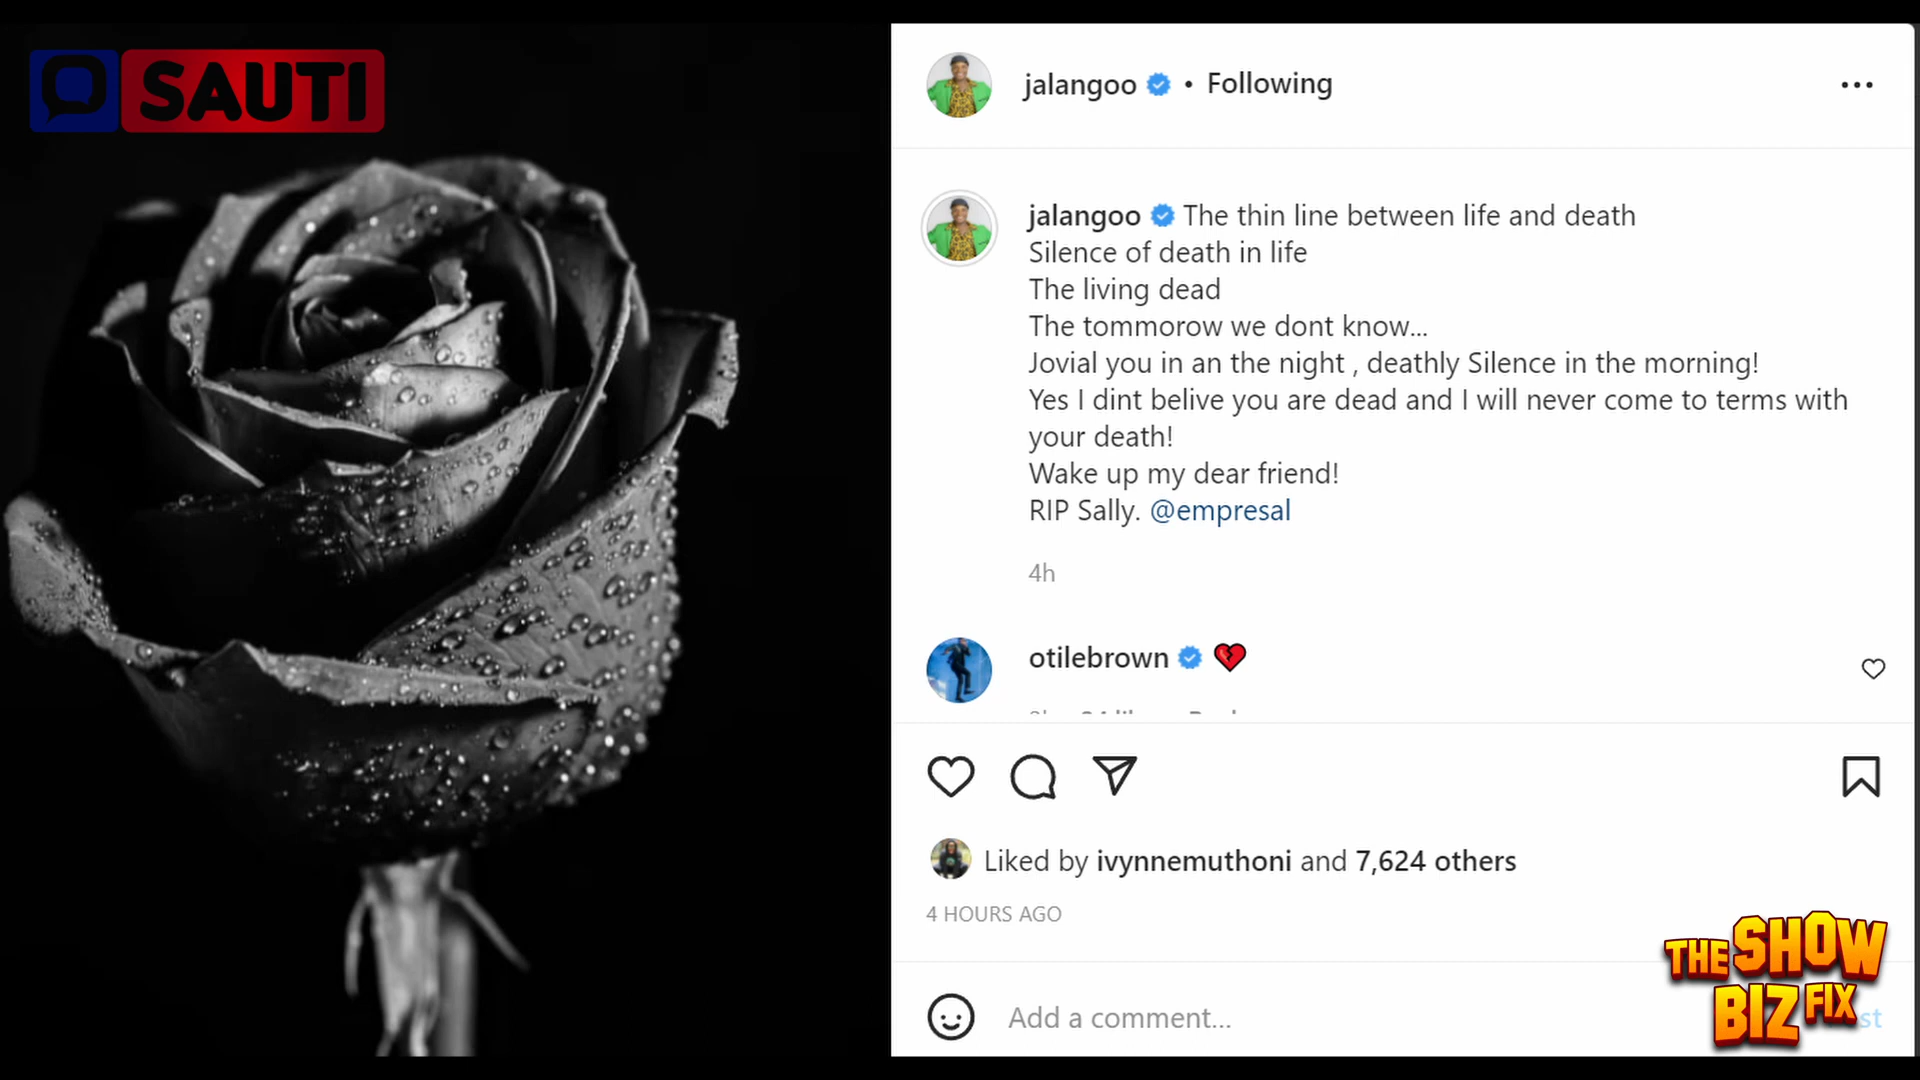 SAUTI
jalangoo • Following
jalangoo The thin line between life and death
Silence of death in life
The living dead
The tommorow we dont know...
Jovial you in an the night , deathly Silence in the morning!
Yes I dint belive you are dead and I will never come to terms with
your death!
Wake up my dear friend!
RIP Sally. @empresal
4h
otilebrown
Liked by ivynnemuthoni and 7,624 others
4 HOURS AGO
Add a comment...
THE SHOW
BIZ FIX